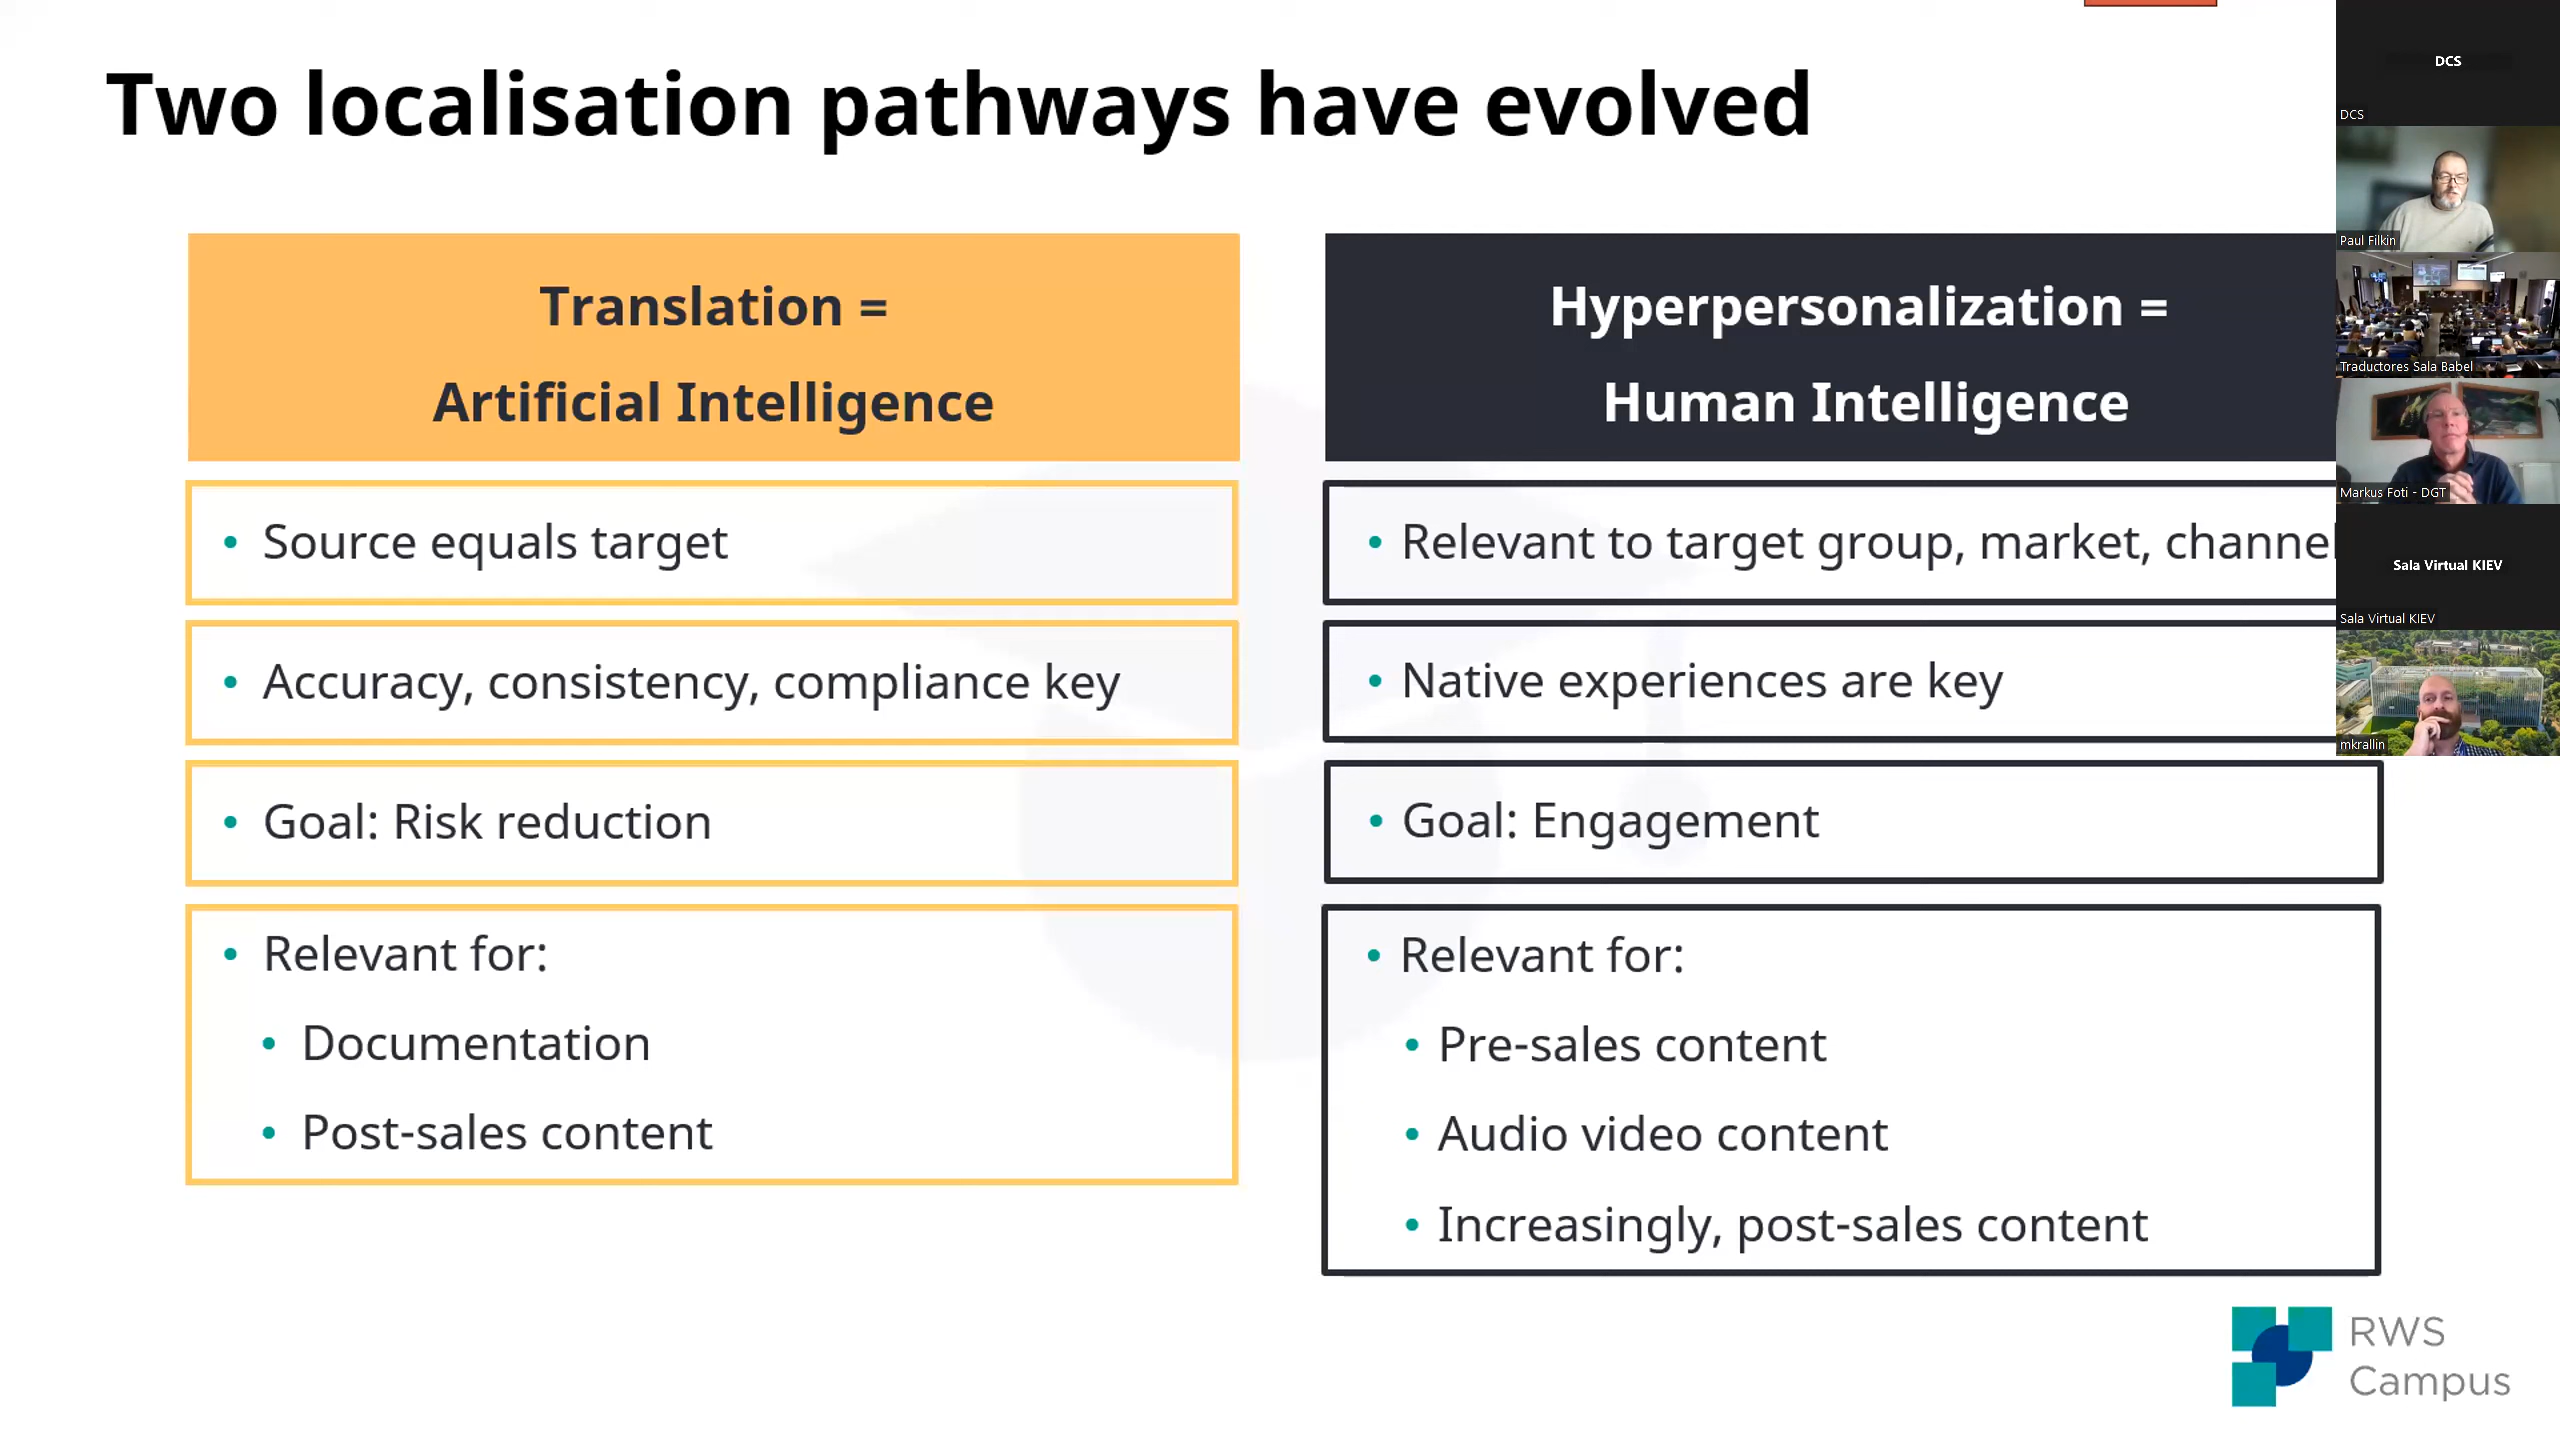 Two localisation pathways have evolved
Translation =
Artificial Intelligence
• Source equals target
• Accuracy, consistency, compliance key
• Goal: Risk reduction
• Relevant for:
• Documentation
• Post-sales content
Hyperpersonalization =
Human Intelligence
• Relevant to target group, market, channel
• Native experiences are key
• Goal: Engagement
• Relevant for:
• Pre-sales content
• Audio video content
• Increasingly, post-sales content
DCS
DCS
Paul Filkin
Traductores Sala Babel
Markus Foti - DGT
Sala Virtual KIEV
Sala Virtual KIEV
mkrallin
RWS
Campus